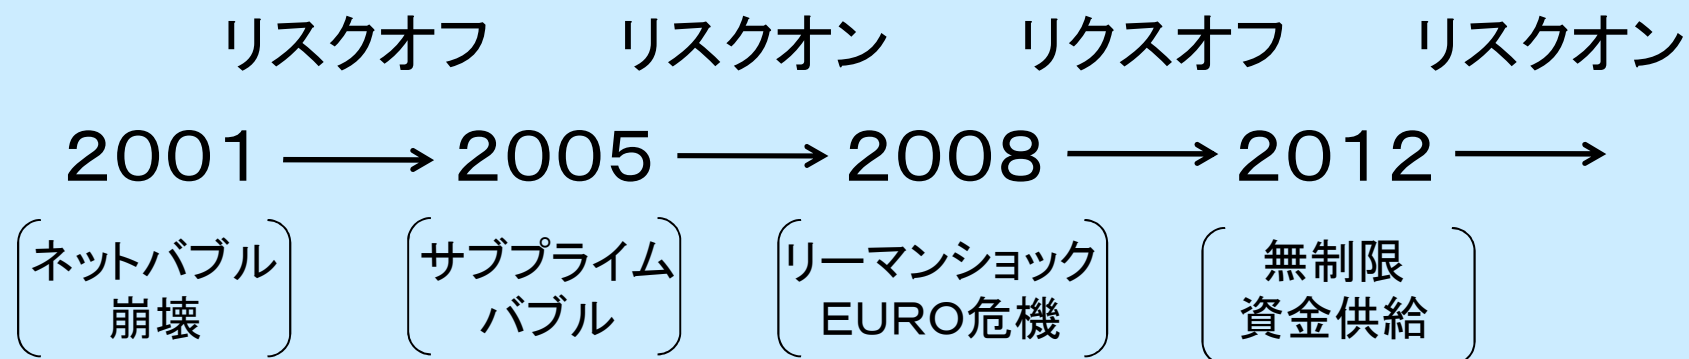 リスクオフ リスクオン リクスオフ リスクオン
２００１ → ２００５ → ２００８ → ２０１２ →
ネットバブル サブプライム リーマンショック 無制限
崩壊 バブル ＥＵＲＯ危機 資金供給